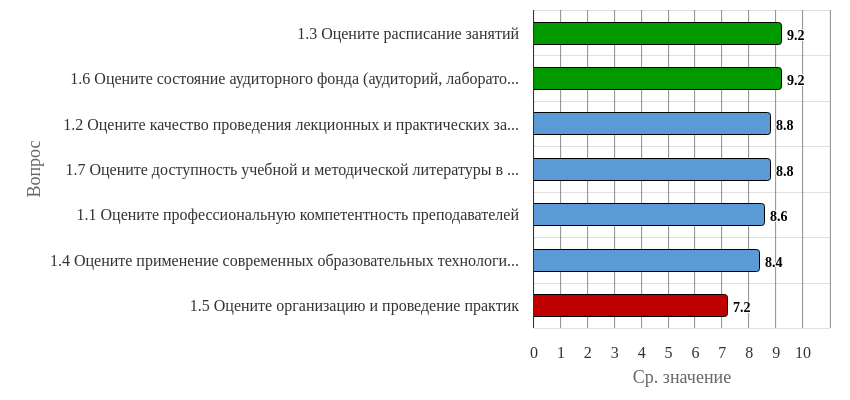 1.3 Оцените расписание занятий
9.2
1.6 Оцените состояние аудиторного фонда (аудиторий, лаборато...
9.2
1.2 Оцените качество проведения лекционных и практических за...
8.8
1.7 Оцените доступность учебной и методической литературы в ...
8.8
1.1 Оцените профессиональную компетентность преподавателей
8.6
1.4 Оцените применение современных образовательных технологи...
8.4
1.5 Оцените организацию и проведение практик
7.2
Вопрос
0 1 2 3 4 5 6 7 8 9 10
Ср. значение